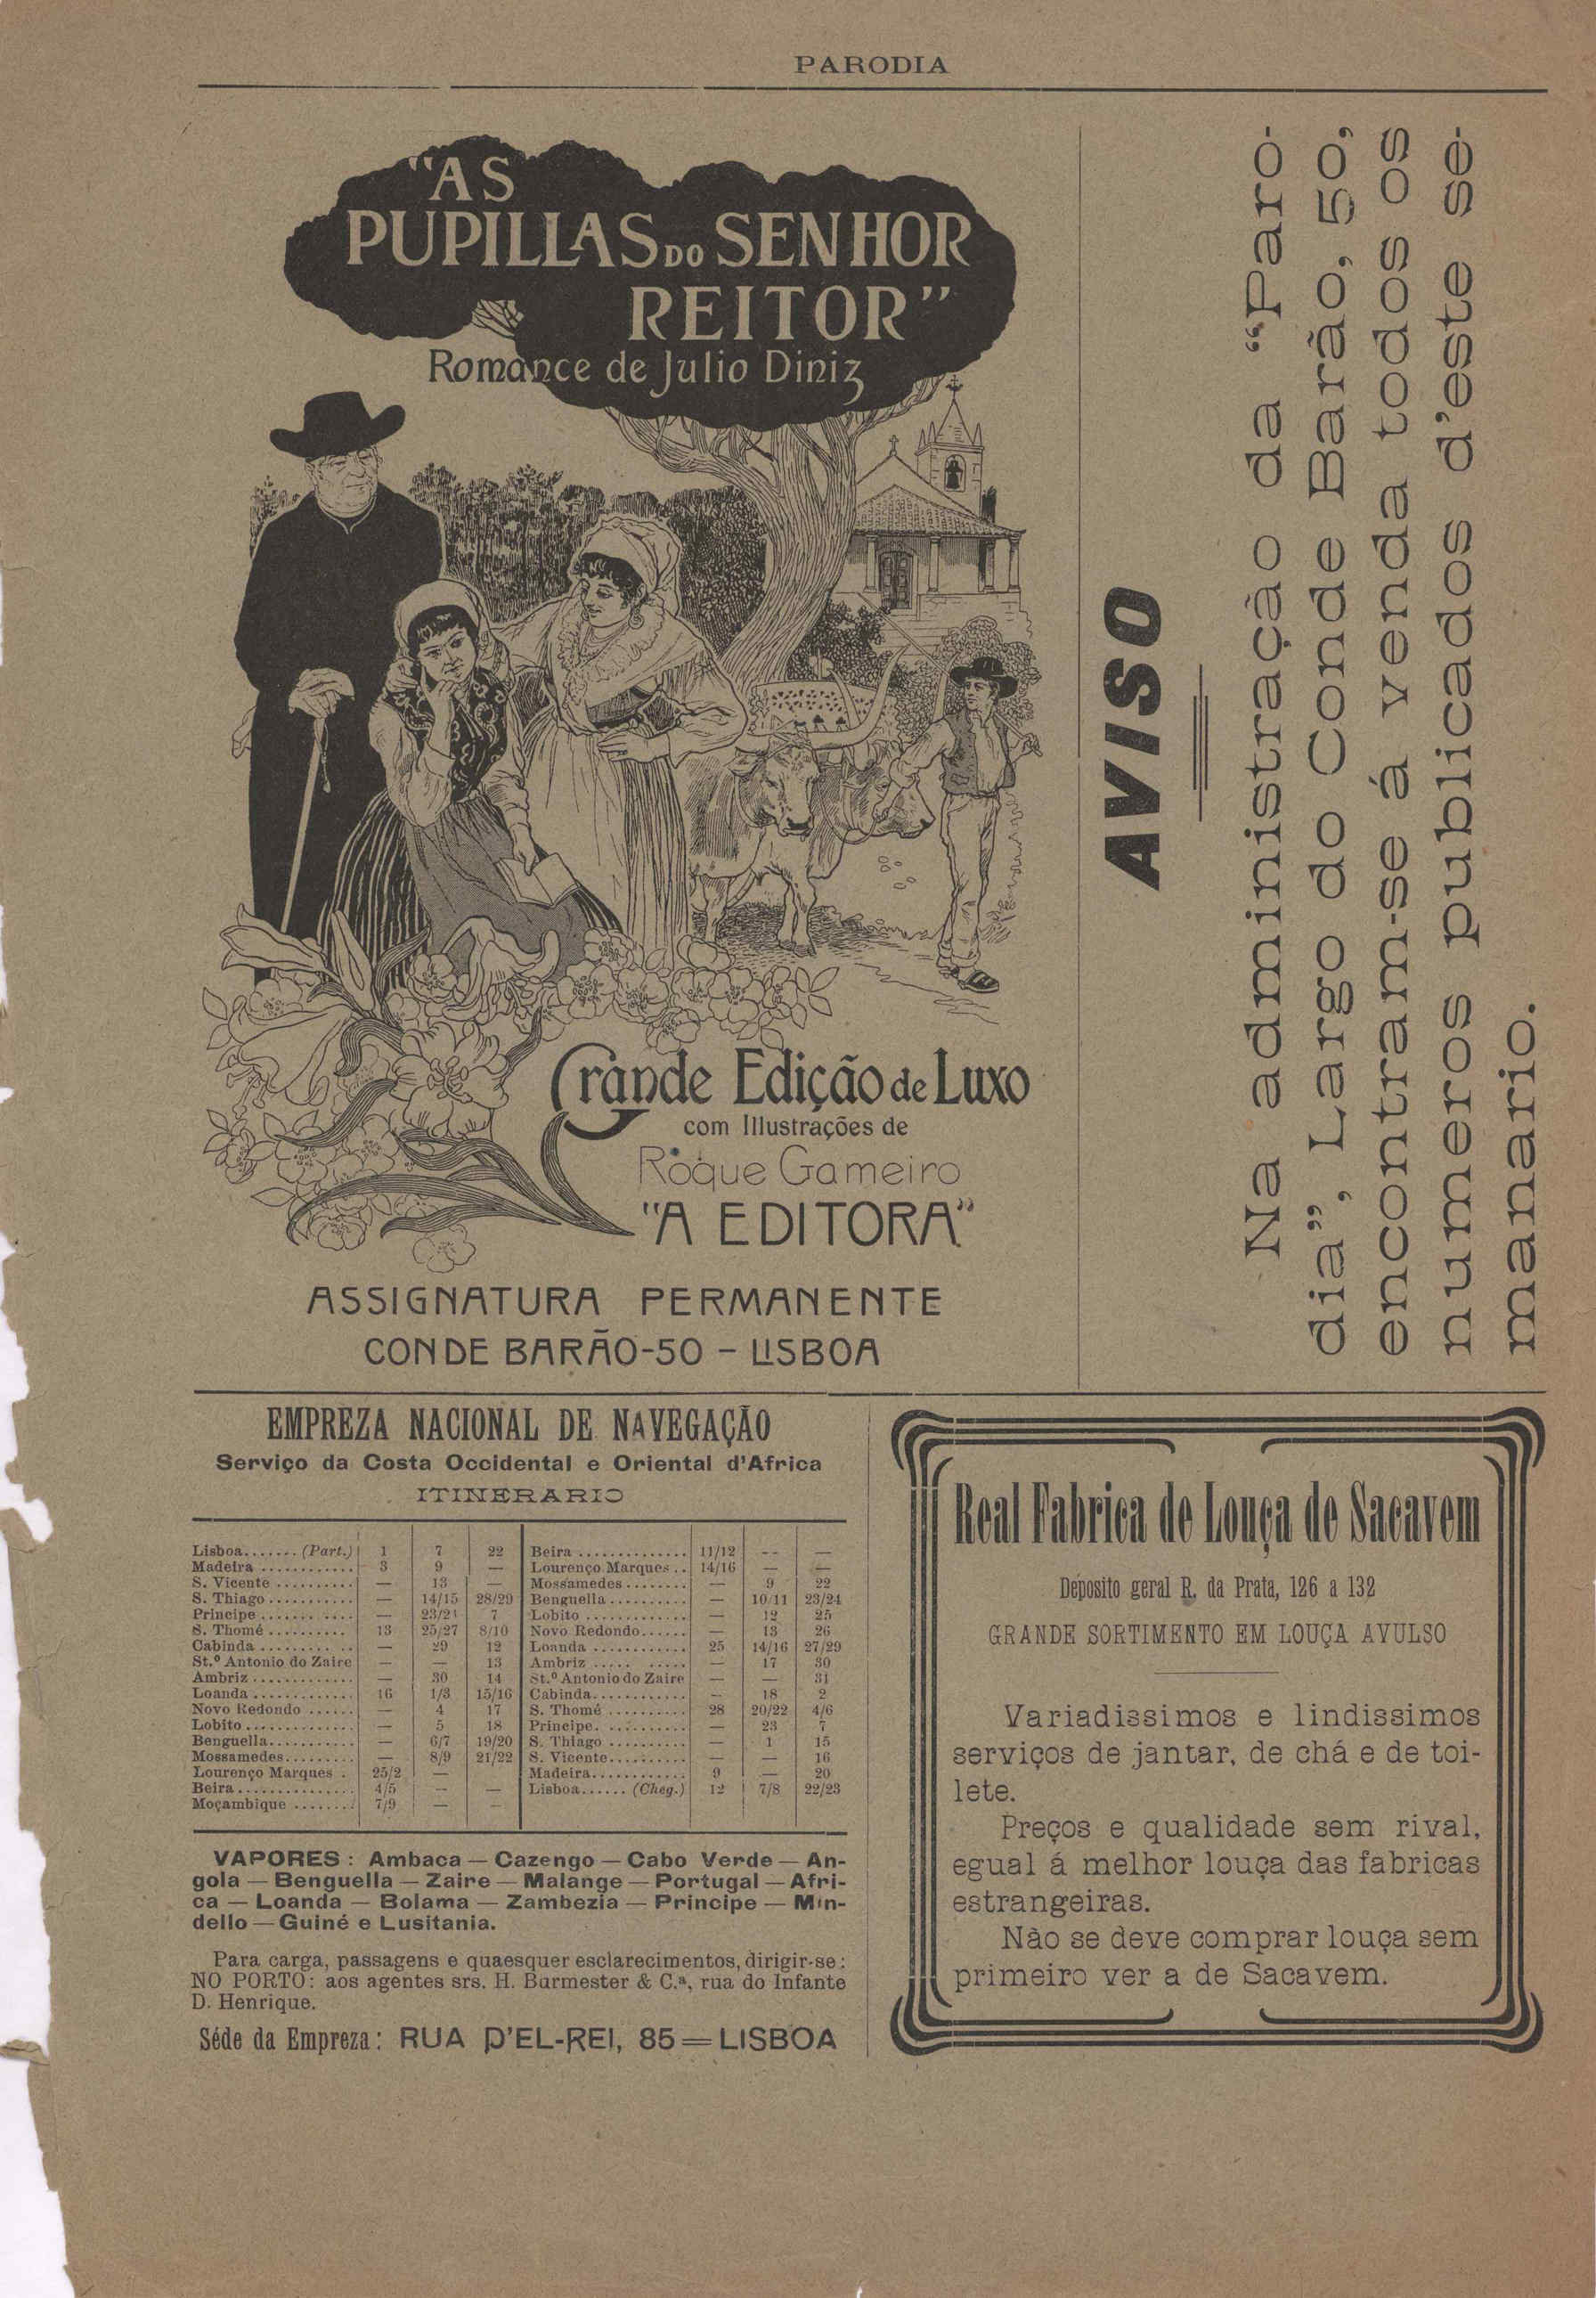 PARODIA
"AS
PUPILLAS DO SENHOR
REITOR"
Romance de Julio Diniz
Grande Edição de Luxo
com Illustrações de
Roque Gameiro
"A EDITORA"
ASSIGNATURA PERMANENTE
CONDE BARÃO-50 - LISBOA
AVISO
Na administração da "Paro-
dia", Largo do Conde Barão, 50,
encontram-se á venda todos os
numeros publicados d'este se-
manario.
EMPREZA NACIONAL DE NAVEGAÇÃO
Serviço da Costa Occidental e Oriental d'Africa
ITINERARIO
Lisboa....... (Part.) 1 7 22
Madeira ............ 3 9 —
S. Vicente .......... — 13 —
S. Thiago ........... — 14/15 28/29
Principe ............ — 23/24 7
S. Thomé .......... 13 25/27 8/10
Cabinda ............ — 29 12
St.º Antonio do Zaire — — 13
Ambriz ............. — 30 14
Loanda ............. 16 1/3 15/16
Novo Redondo ...... — 4 17
Lobito .............. — 5 18
Benguella........... — 6/7 19/20
Mossamedes......... — 8/9 21/22
Lourenço Marques . 25/2 —
Beira............... 4/5 — —
Moçambique ....... 7/9 — —
Beira .............. 11/12 -- —
Lourenço Marques .. 14/16 — —
Mossamedes ........ — 9 22
Benguella .......... — 10/11 23/24
Lobito ............. — 12 25
Novo Redondo...... — 13 26
Loanda ............ 25 14/16 27/29
Ambriz ..... ..... — 17 30
St.º Antonio do Zaire — — 31
Cabinda............ — 18 2
S. Thomé .......... 28 20/22 4/6
Principe. .......... — 23 7
S. Thiago .......... — 1 15
S. Vicente.......... — — 16
Madeira............ 9 — 20
Lisboa...... (Cheg.) 12 7/8 22/23
VAPORES: Ambaca — Cazengo — Cabo Verde — An-
gola — Benguella — Zaire — Malange — Portugal — Afri-
ca — Loanda — Bolama — Zambezia — Principe — Min-
dello — Guiné e Lusitania.
Para carga, passagens e quaesquer esclarecimentos, dirigir-se:
NO PORTO: aos agentes srs. H. Burmester & C.ª, rua do Infante
D. Henrique.
Séde da Empreza: RUA D'EL-REI, 85 = LISBOA
Real Fabrica de Louça de Sacavem
Deposito geral R. da Prata, 126 a 132
GRANDE SORTIMENTO EM LOUÇA AVULSO
Variadissimos e lindissimos
serviços de jantar, de chá e de toi-
lete.
Preços e qualidade sem rival,
egual á melhor louça das fabricas
estrangeiras.
Não se deve comprar louça sem
primeiro ver a de Sacavem.